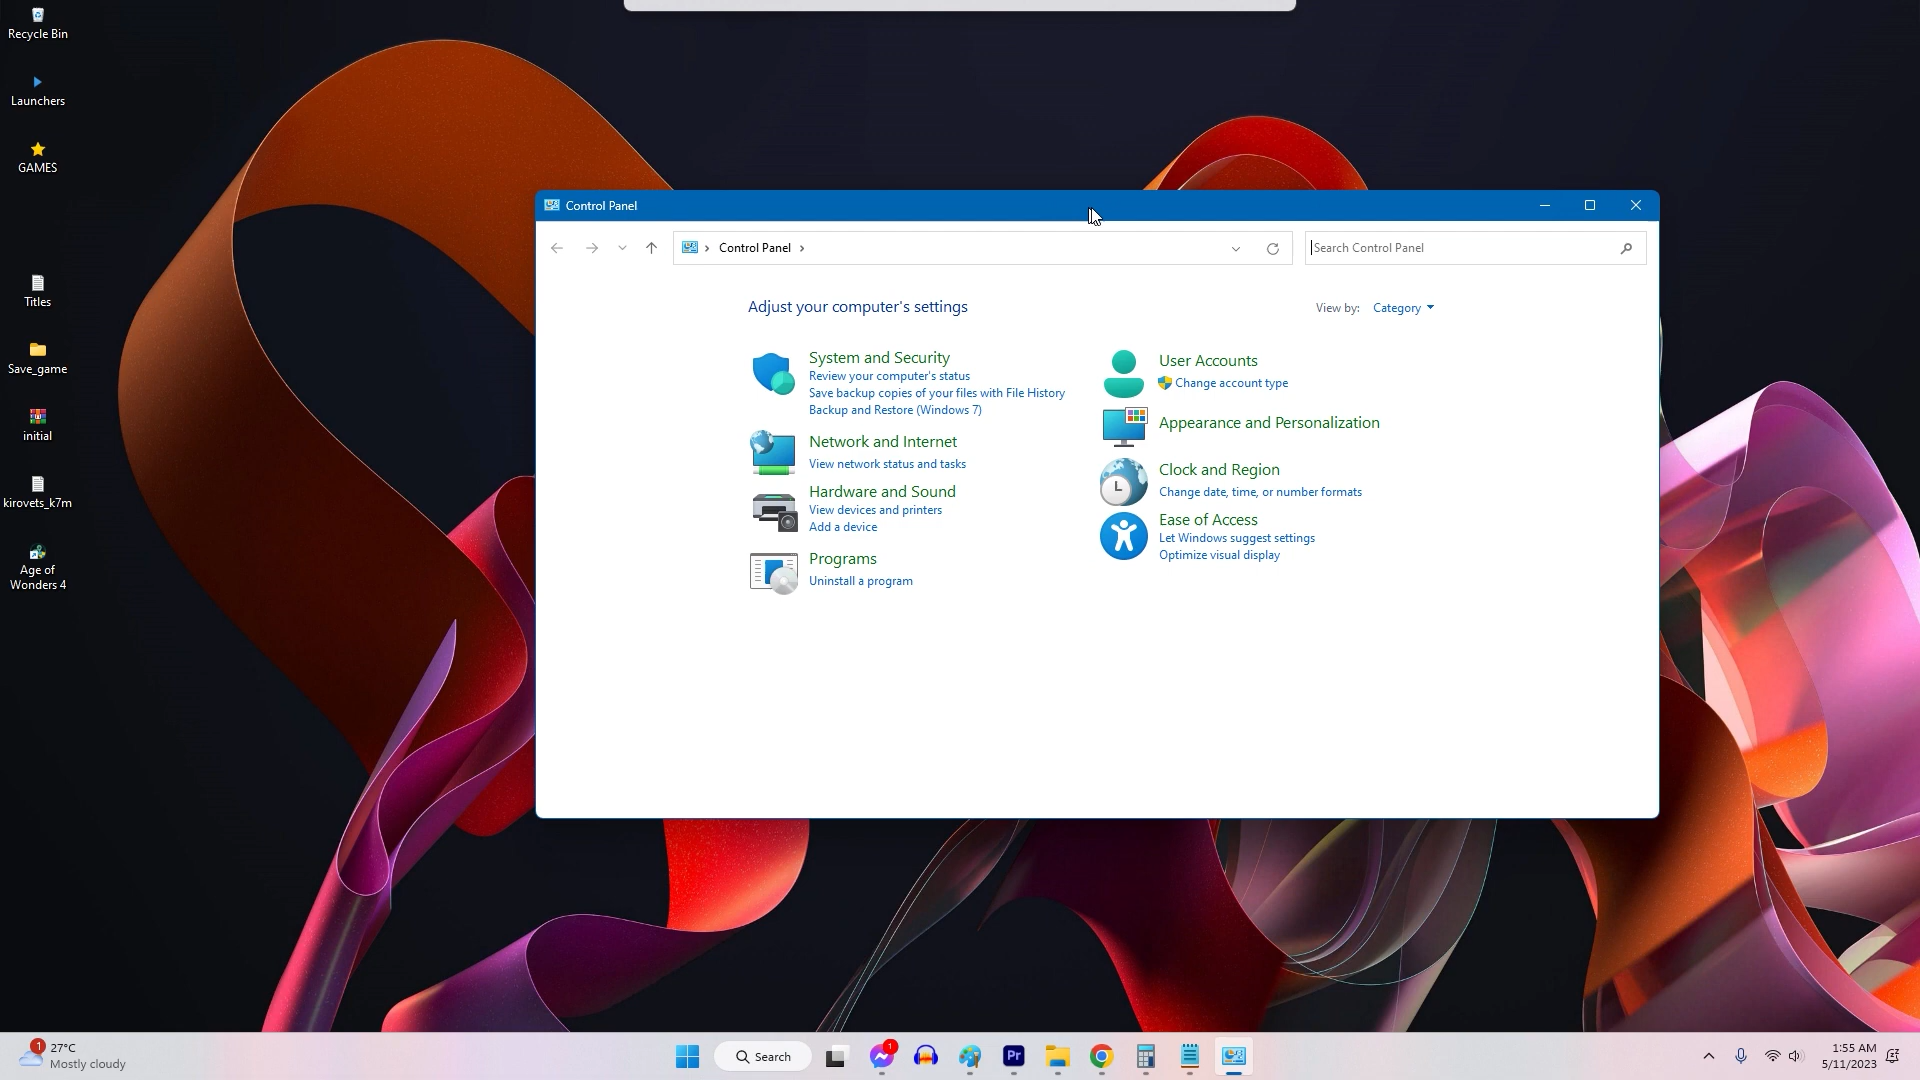 Recycle Bin
Launchers
GAMES
Titles
Save_game
initial
kirovets_k7m
Age of
Wonders 4
Control Panel
Control Panel
Search Control Panel
Adjust your computer's settings
View by: Category
System and Security
Review your computer's status
Save backup copies of your files with File History
Backup and Restore (Windows 7)
Network and Internet
View network status and tasks
Hardware and Sound
View devices and printers
Add a device
Programs
Uninstall a program
User Accounts
Change account type
Appearance and Personalization
Clock and Region
Change date, time, or number formats
Ease of Access
Let Windows suggest settings
Optimize visual display
1
27°C
Mostly cloudy
Search
1
Pr
1:55 AM
5/11/2023